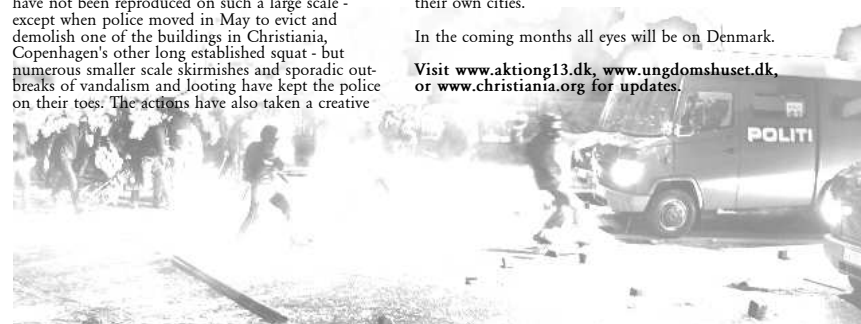 have not been reproduced on such a large scale -
except when police moved in May to evict and
demolish one of the buildings in Christiania,
Copenhagen's other long established squat - but
numerous smaller scale skirmishes and sporadic out-
breaks of vandalism and looting have kept the police
on their toes. The actions have also taken a creative
their own cities.
In the coming months all eyes will be on Denmark.
Visit www.aktiong13.dk, www.ungdomshuset.dk,
or www.christiania.org for updates.
POLITI